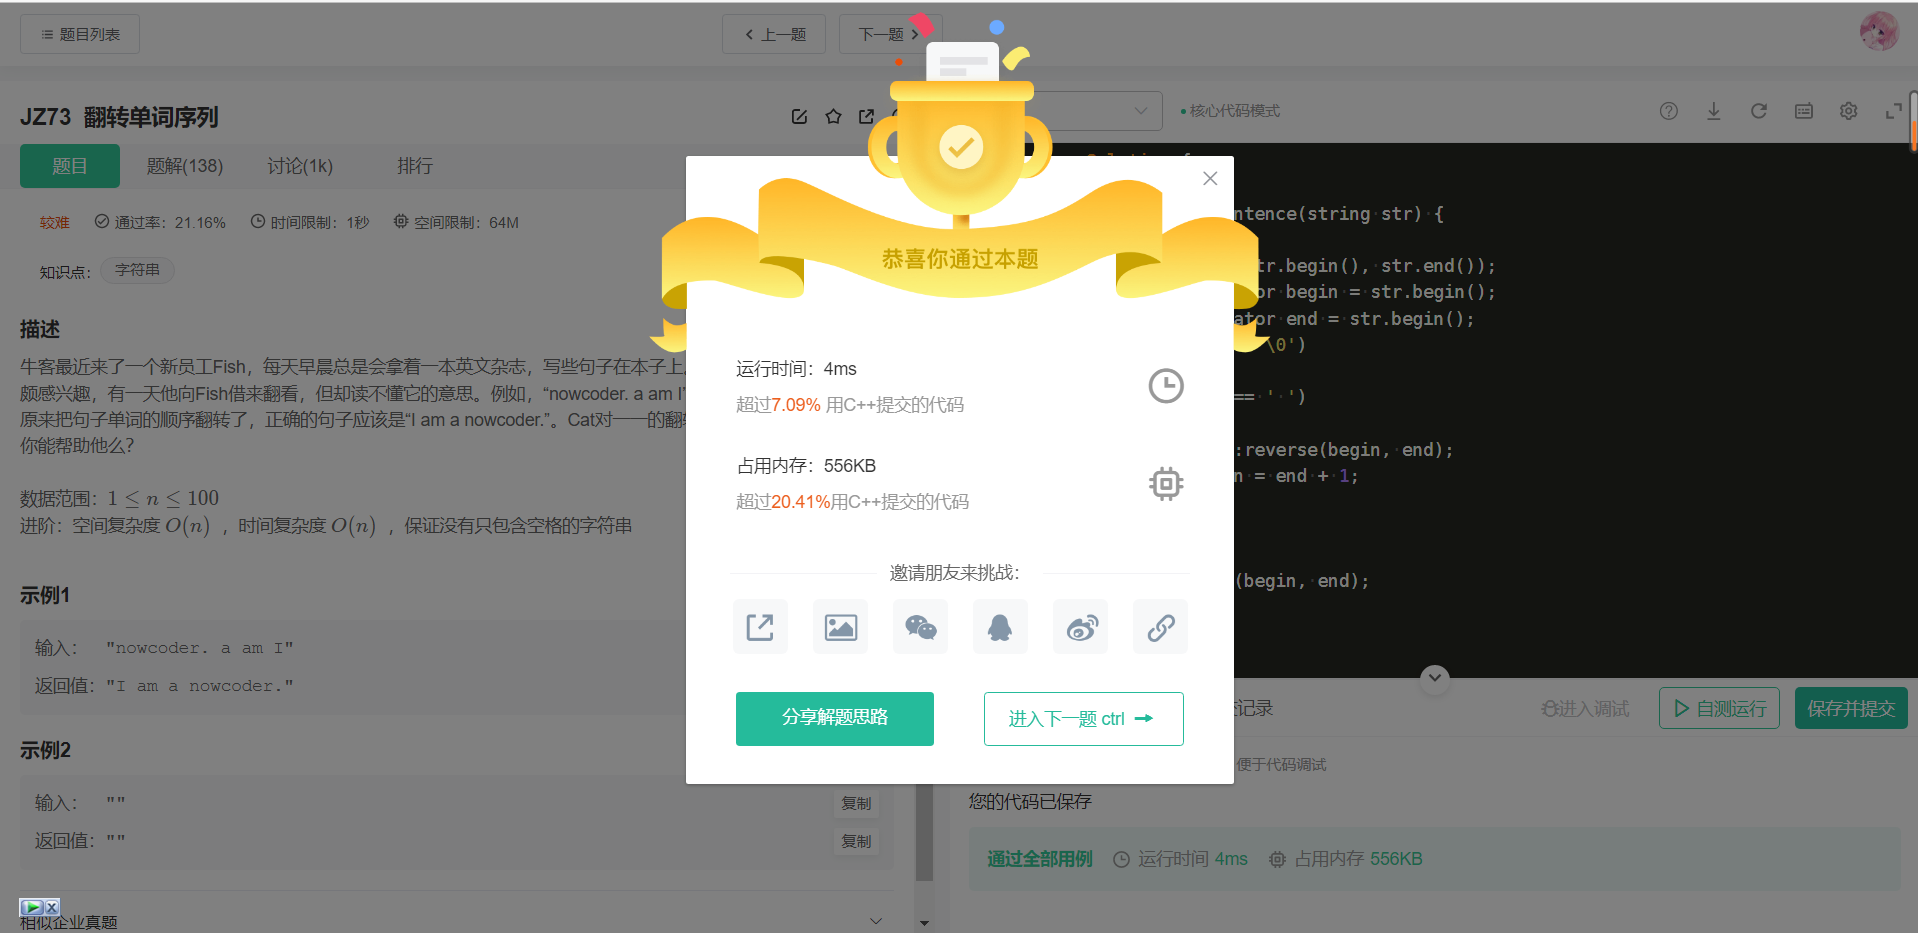 题目列表
上一题
下一题
JZ73 翻转单词序列
核心代码模式
题目
题解(138)
讨论(1k)
排行
较难
通过率：21.16%
时间限制：1秒
空间限制：64M
知识点：
字符串
描述
牛客最近来了一个新员工Fish，每天早晨总是会拿着一本英文杂志，写些句子在本子上。
颇感兴趣，有一天他向Fish借来翻看，但却读不懂它的意思。例如，“nowcoder. a am I”
原来把句子单词的顺序翻转了，正确的句子应该是“I am a nowcoder.”。Cat对一一的翻转
你能帮助他么？
数据范围：1 ≤ n ≤ 100
进阶：空间复杂度 O(n) ，时间复杂度 O(n) ，保证没有只包含空格的字符串
示例1
输入： "nowcoder. a am I"
返回值："I am a nowcoder."
示例2
输入： ""
复制
返回值：""
复制
相似企业真题
恭喜你通过本题
运行时间：4ms
超过7.09% 用C++提交的代码
占用内存：556KB
超过20.41%用C++提交的代码
邀请朋友来挑战：
分享解题思路
进入下一题 ctrl
ntence(string str) {
tr.begin(), str.end());
or begin = str.begin();
ator end = str.begin();
\0')
== ' ')
:reverse(begin, end);
n = end + 1;
(begin, end);
记录
进入调试
自测运行
保存并提交
便于代码调试
您的代码已保存
通过全部用例
运行时间 4ms
占用内存 556KB